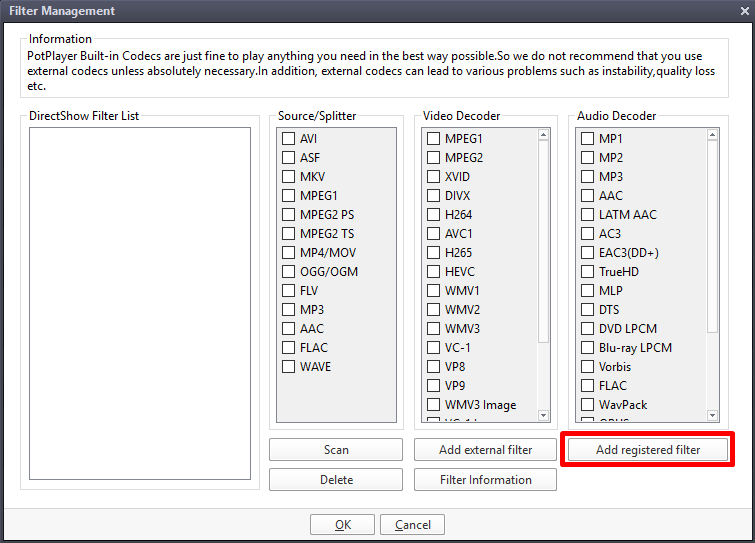 Filter Management
Information
PotPlayer Built-in Codecs are just fine to play anything you need in the best way possible.So we do not recommend that you use
external codecs unless absolutely necessary.In addition, external codecs can lead to various problems such as instability,quality loss
etc.
DirectShow Filter List
Source/Splitter
AVI
ASF
MKV
MPEG1
MPEG2 PS
MPEG2 TS
MP4/MOV
OGG/OGM
FLV
MP3
AAC
FLAC
WAVE
Video Decoder
MPEG1
MPEG2
XVID
DIVX
H264
AVC1
H265
HEVC
WMV1
WMV2
WMV3
VC-1
VP8
VP9
WMV3 Image
Audio Decoder
MP1
MP2
MP3
AAC
LATM AAC
AC3
EAC3(DD+)
TrueHD
MLP
DTS
DVD LPCM
Blu-ray LPCM
Vorbis
FLAC
WavPack
Scan
Add external filter
Add registered filter
Delete
Filter Information
OK
Cancel